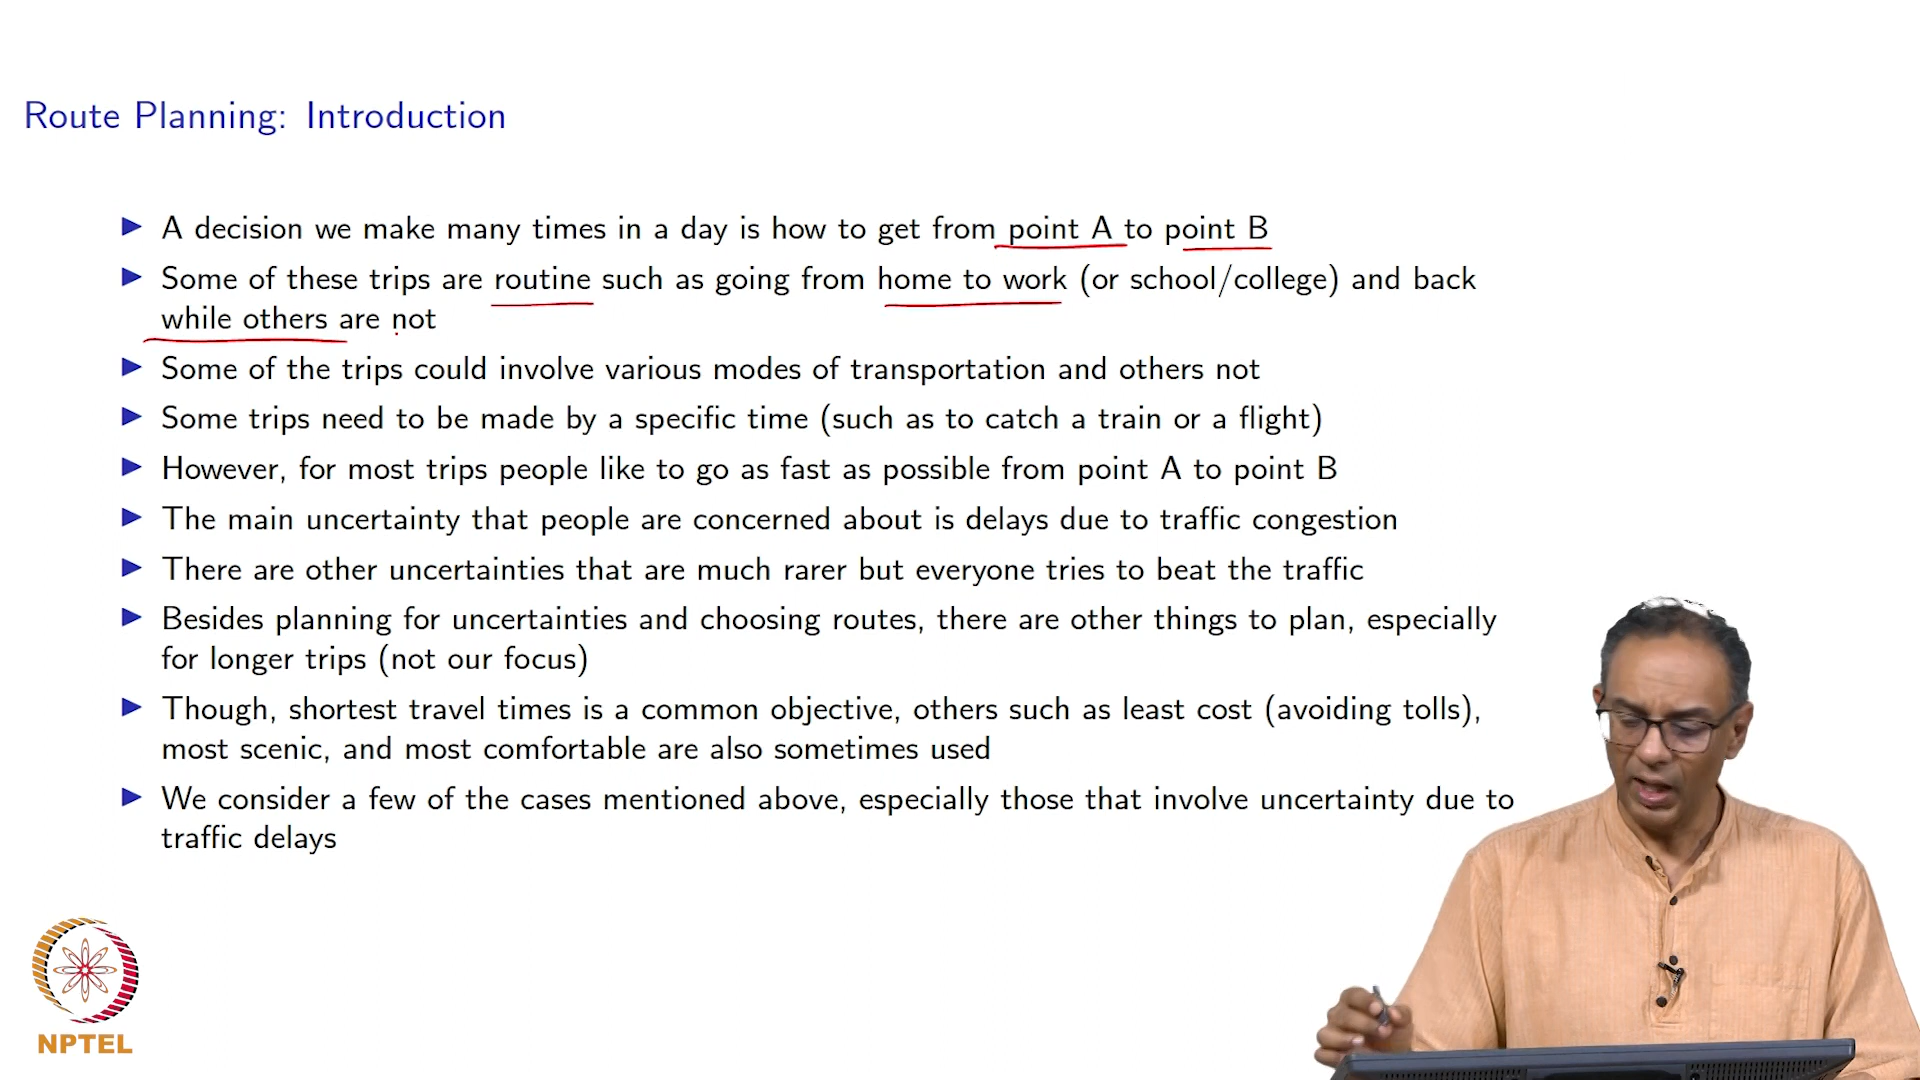 Route Planning: Introduction
▶ A decision we make many times in a day is how to get from point A to point B
▶ Some of these trips are routine such as going from home to work (or school/college) and back
while others are not
▶ Some of the trips could involve various modes of transportation and others not
▶ Some trips need to be made by a specific time (such as to catch a train or a flight)
▶ However, for most trips people like to go as fast as possible from point A to point B
▶ The main uncertainty that people are concerned about is delays due to traffic congestion
▶ There are other uncertainties that are much rarer but everyone tries to beat the traffic
▶ Besides planning for uncertainties and choosing routes, there are other things to plan, especially
for longer trips (not our focus)
▶ Though, shortest travel times is a common objective, others such as least cost (avoiding tolls),
most scenic, and most comfortable are also sometimes used
▶ We consider a few of the cases mentioned above, especially those that involve uncertainty due to
traffic delays
NPTEL